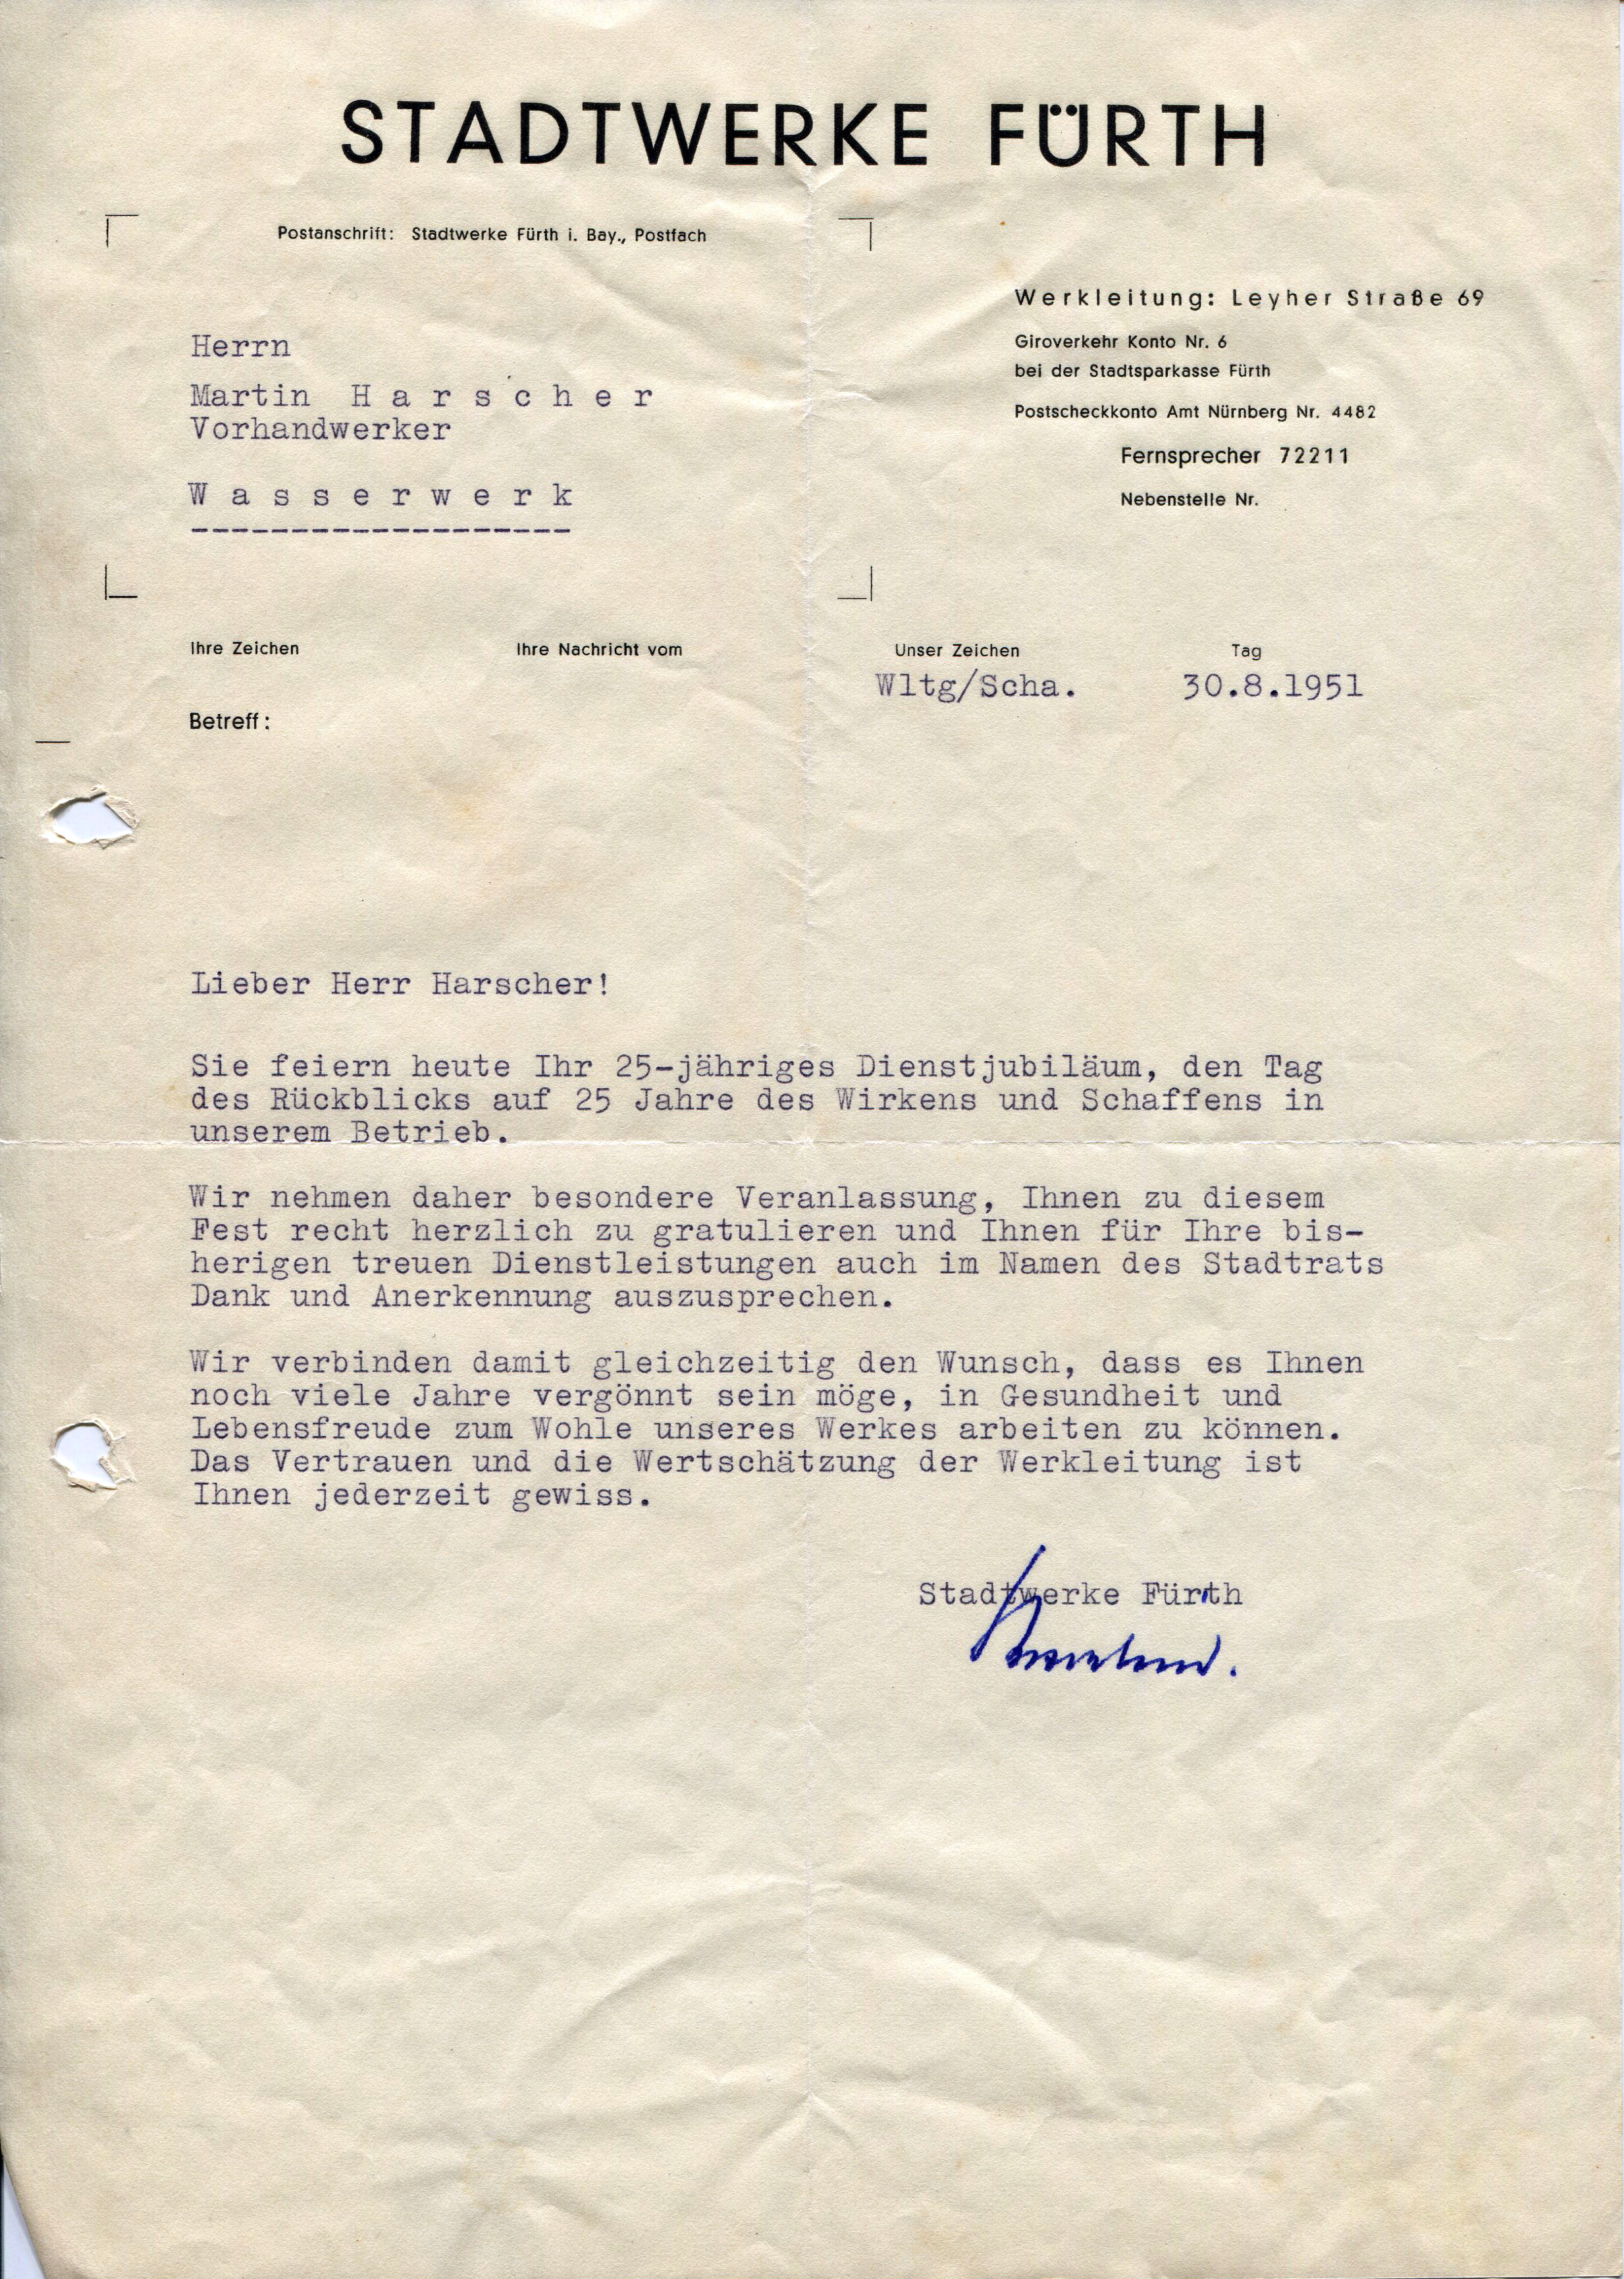 STADTWERKE FÜRTH
Postanschrift: Stadtwerke Fürth i. Bay., Postfach
Werkleitung: Leyher Straße 69
Giroverkehr Konto Nr. 6
bei der Stadtsparkasse Fürth
Postscheckkonto Amt Nürnberg Nr. 4482
Fernsprecher 72211
Nebenstelle Nr.
Herrn
Martin H a r s c h e r
Vorhandwerker
W a s s e r w e r k
-------------------
Ihre Zeichen Ihre Nachricht vom Unser Zeichen Tag
Wltg/Scha. 30.8.1951
Betreff:
Lieber Herr Harscher!
Sie feiern heute Ihr 25-jähriges Dienstjubiläum, den Tag
des Rückblicks auf 25 Jahre des Wirkens und Schaffens in
unserem Betrieb.
Wir nehmen daher besondere Veranlassung, Ihnen zu diesem
Fest recht herzlich zu gratulieren und Ihnen für Ihre bis-
herigen treuen Dienstleistungen auch im Namen des Stadtrats
Dank und Anerkennung auszusprechen.
Wir verbinden damit gleichzeitig den Wunsch, dass es Ihnen
noch viele Jahre vergönnt sein möge, in Gesundheit und
Lebensfreude zum Wohle unseres Werkes arbeiten zu können.
Das Vertrauen und die Wertschätzung der Werkleitung ist
Ihnen jederzeit gewiss.
Stadtwerke Fürth